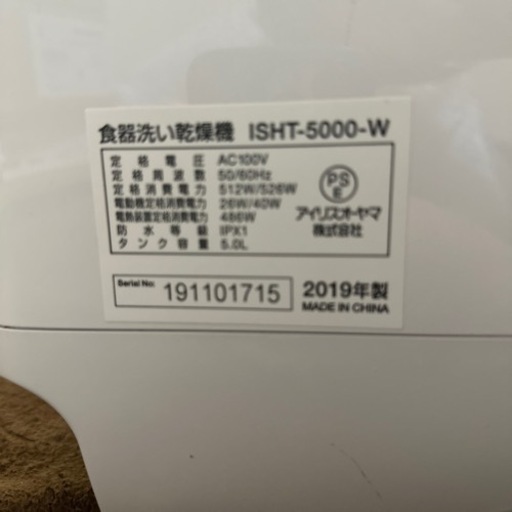 食器洗い乾燥機 ISHT-5000-W
定格電圧 AC100V
定格周波数 50/60Hz
定格消費電力 512W/526W
電動機定格消費電力 26W/40W
電熱装置定格消費電力 486W
防水等級 IPX1
タンク容量 5.0L
PSE
アイリスオーヤマ
株式会社
Serial No: 191101715
2019年製
MADE IN CHINA